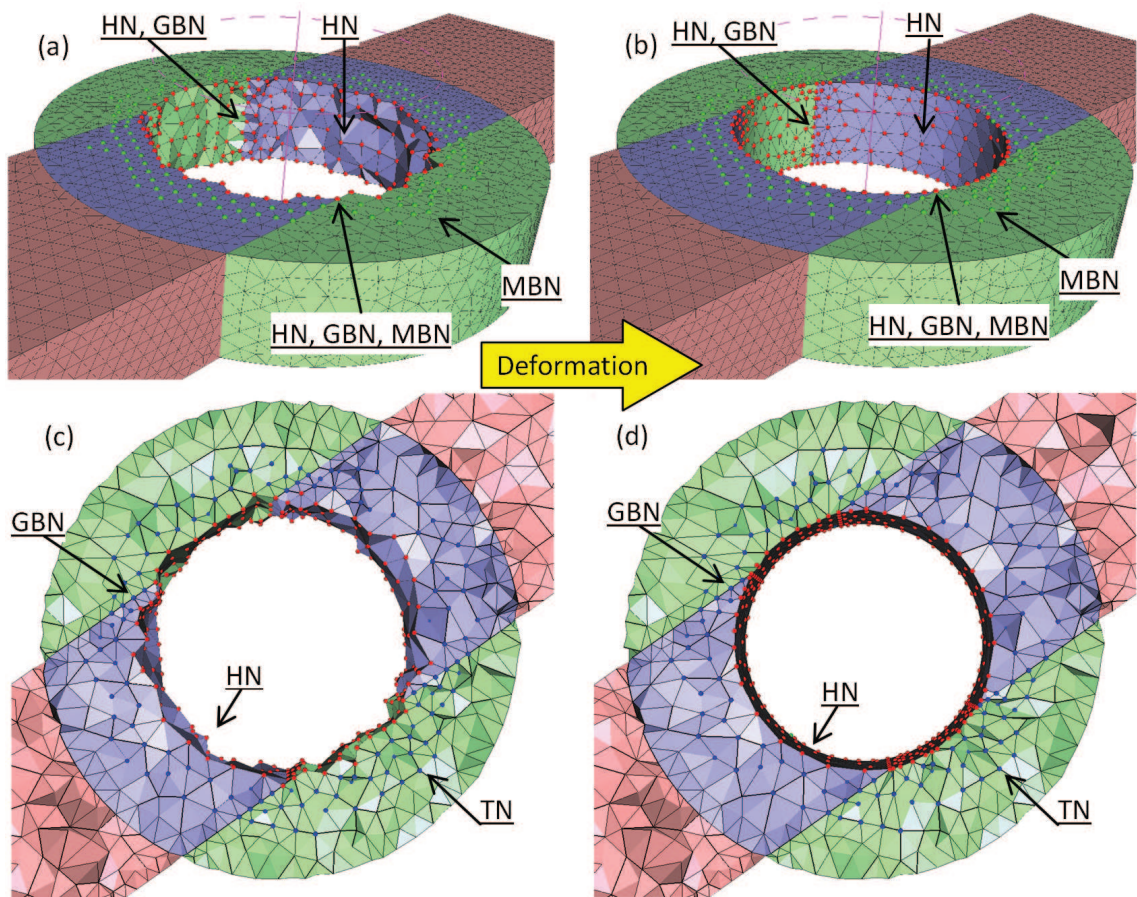 (a)
HN, GBN
HN
MBN
HN, GBN, MBN
(b)
HN, GBN
HN
MBN
HN, GBN, MBN
Deformation
(c)
GBN
HN
TN
(d)
GBN
HN
TN